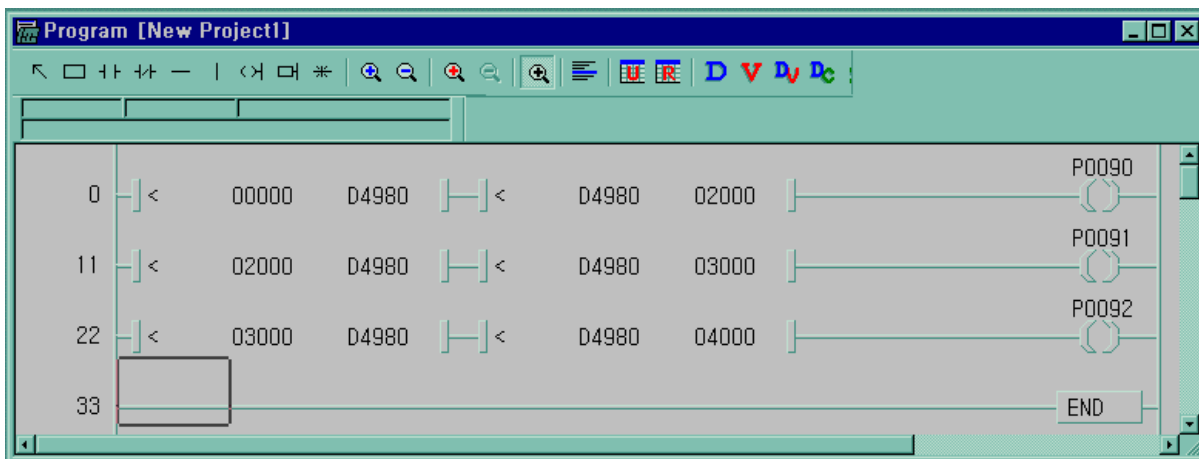 Program [New Project1]
U R D V DV DC
P0090
0 < 00000 D4980 < D4980 02000
P0091
11 < 02000 D4980 < D4980 03000
P0092
22 < 03000 D4980 < D4980 04000
33 END